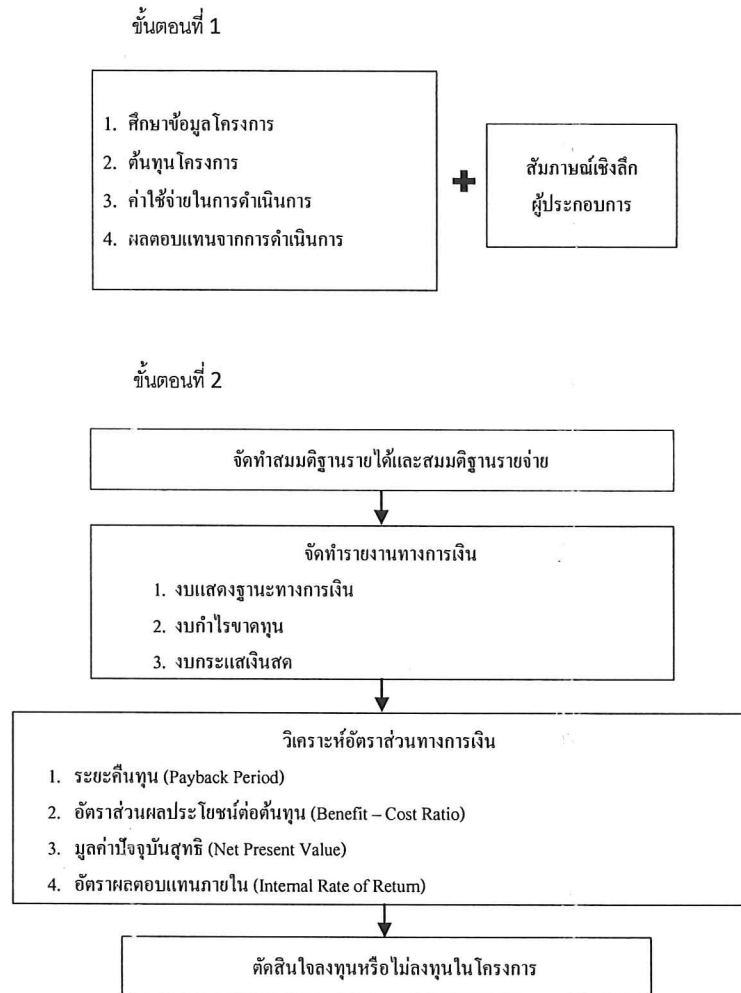 ขั้นตอนที่ 1
1. ศึกษาข้อมูลโครงการ
2. ต้นทุนโครงการ
3. ค่าใช้จ่ายในการดำเนินการ
4. ผลตอบแทนจากการดำเนินการ
+
สัมภาษณ์เชิงลึก
ผู้ประกอบการ
ขั้นตอนที่ 2
จัดทำสมมติฐานรายได้และสมมติฐานรายจ่าย
จัดทำรายงานทางการเงิน
1. งบแสดงฐานะทางการเงิน
2. งบกำไรขาดทุน
3. งบกระแสเงินสด
วิเคราะห์อัตราส่วนทางการเงิน
1. ระยะคืนทุน (Payback Period)
2. อัตราส่วนผลประโยชน์ต่อต้นทุน (Benefit – Cost Ratio)
3. มูลค่าปัจจุบันสุทธิ (Net Present Value)
4. อัตราผลตอบแทนภายใน (Internal Rate of Return)
ตัดสินใจลงทุนหรือไม่ลงทุนในโครงการ